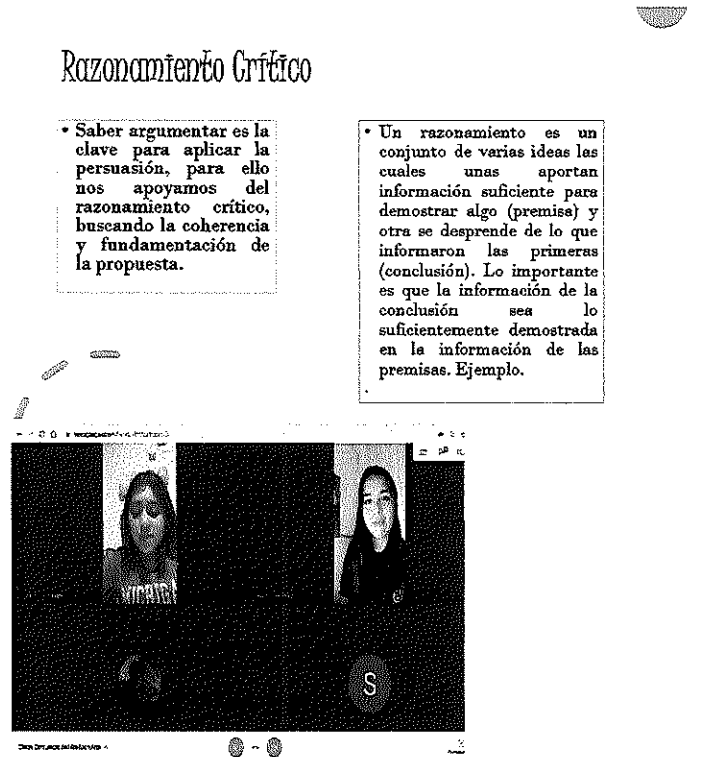 Razonamiento Crítico
• Saber argumentar es la
clave para aplicar la
persuasión, para ello
nos apoyamos del
razonamiento crítico,
buscando la coherencia
y fundamentación de
la propuesta.
• Un razonamiento es un
conjunto de varias ideas las
cuales unas aportan
información suficiente para
demostrar algo (premisa) y
otra se desprende de lo que
informaron las primeras
(conclusión). Lo importante
es que la información de la
conclusión sea lo
suficientemente demostrada
en la información de las
premisas. Ejemplo.
S